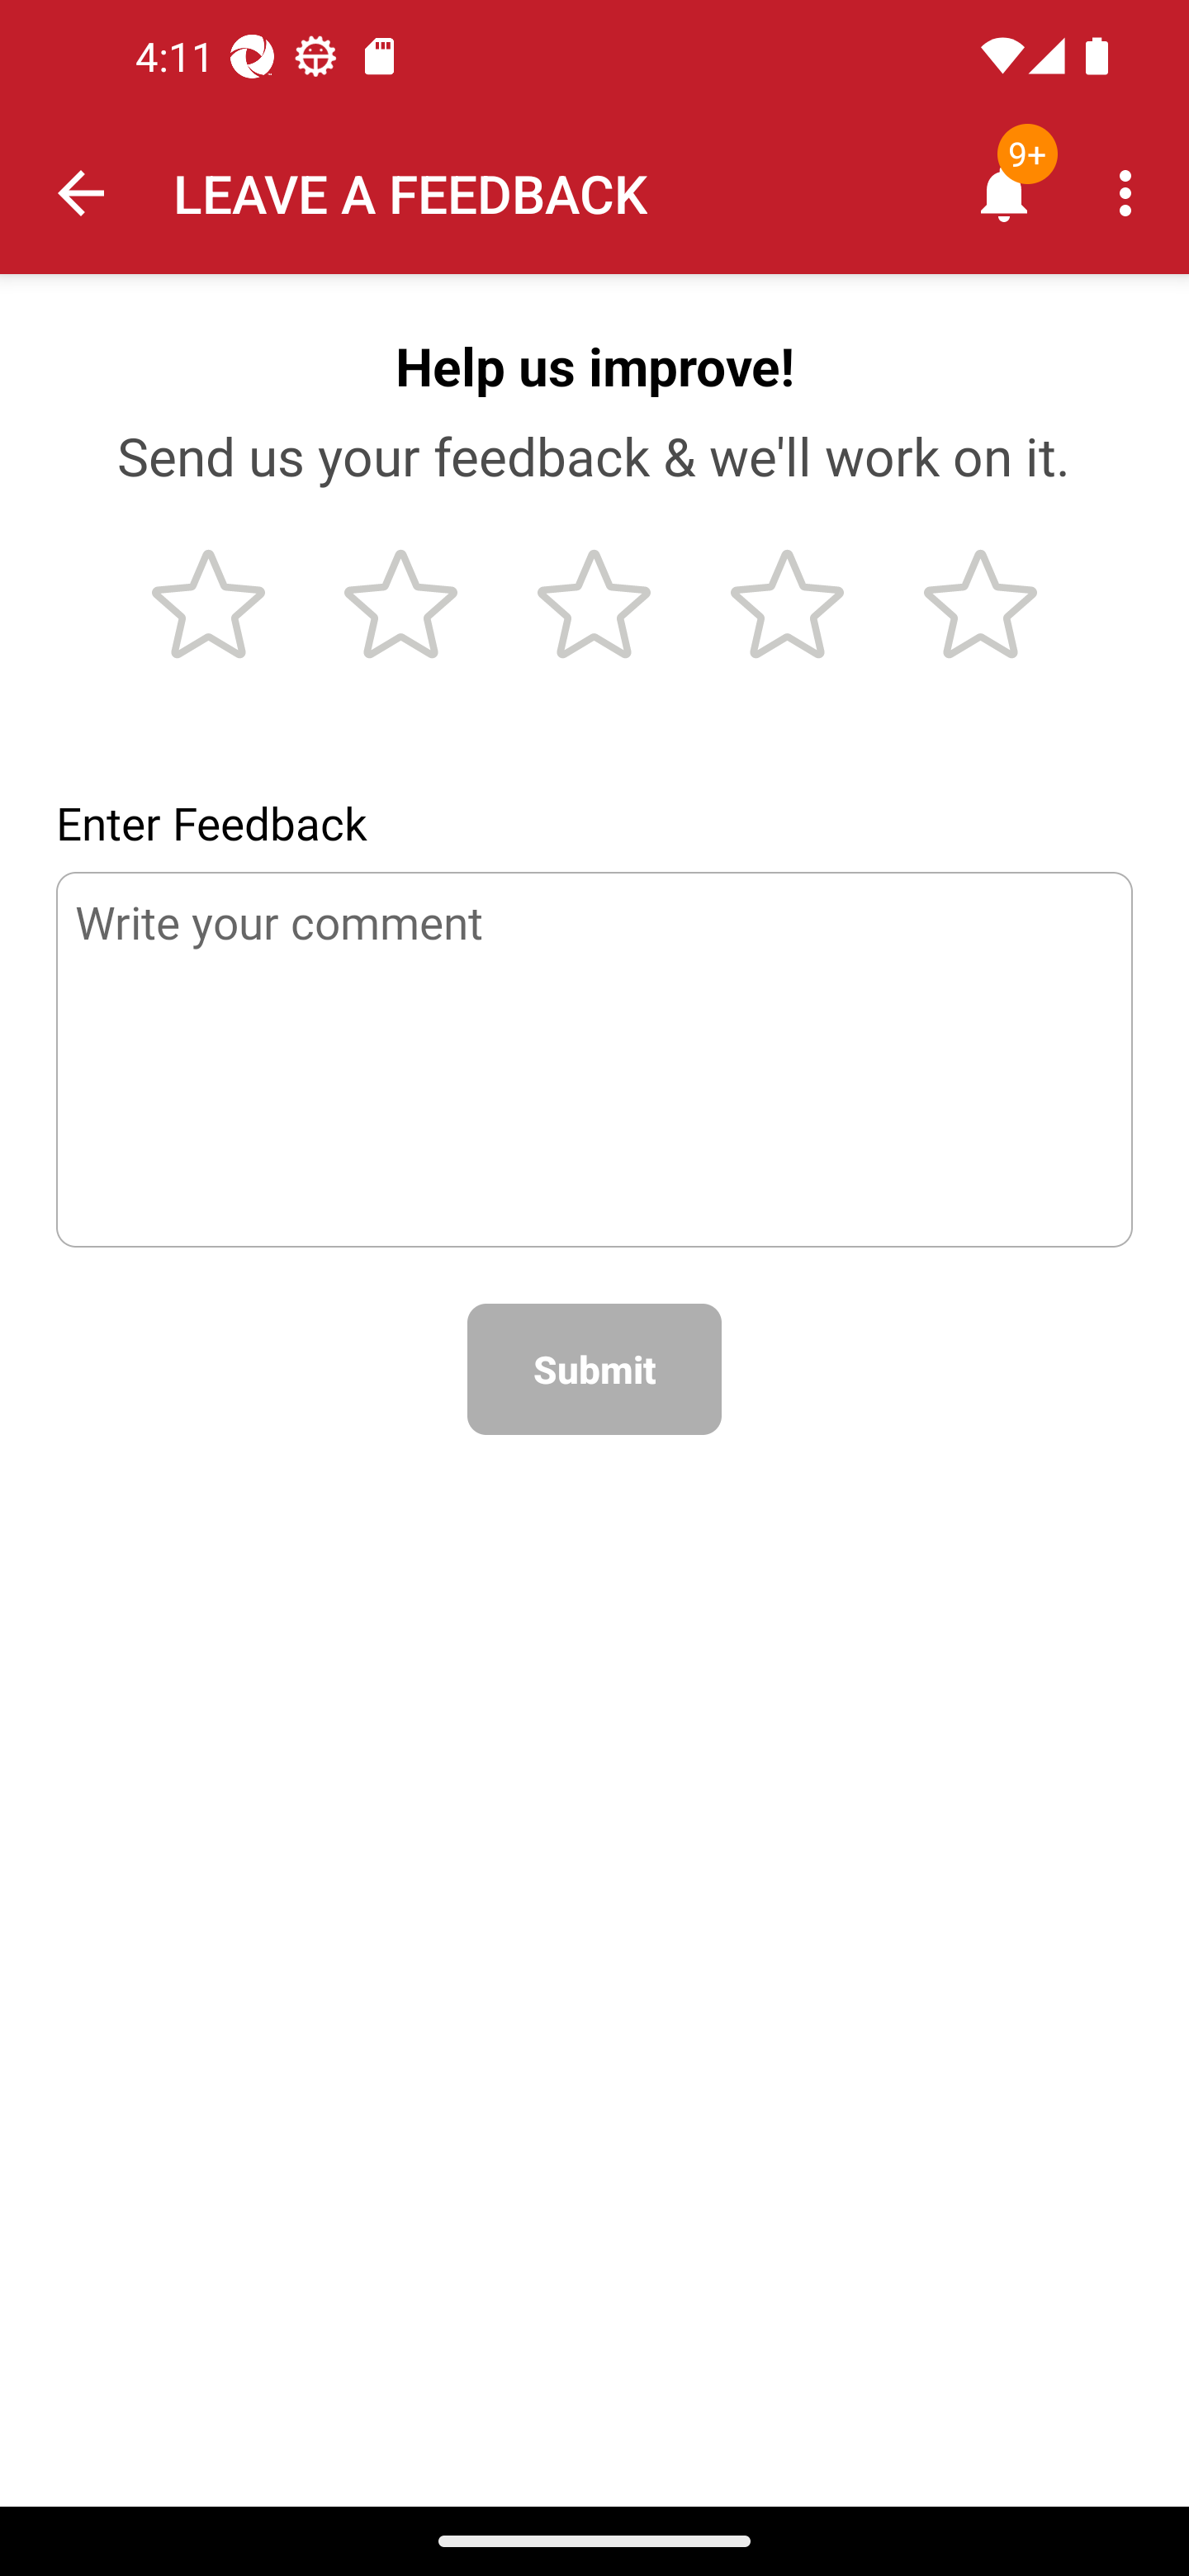 4:11
9+
LEAVE A FEEDBACK
Help us improve!
Send us your feedback & we'll work on it.
Enter Feedback
Write your comment
Submit